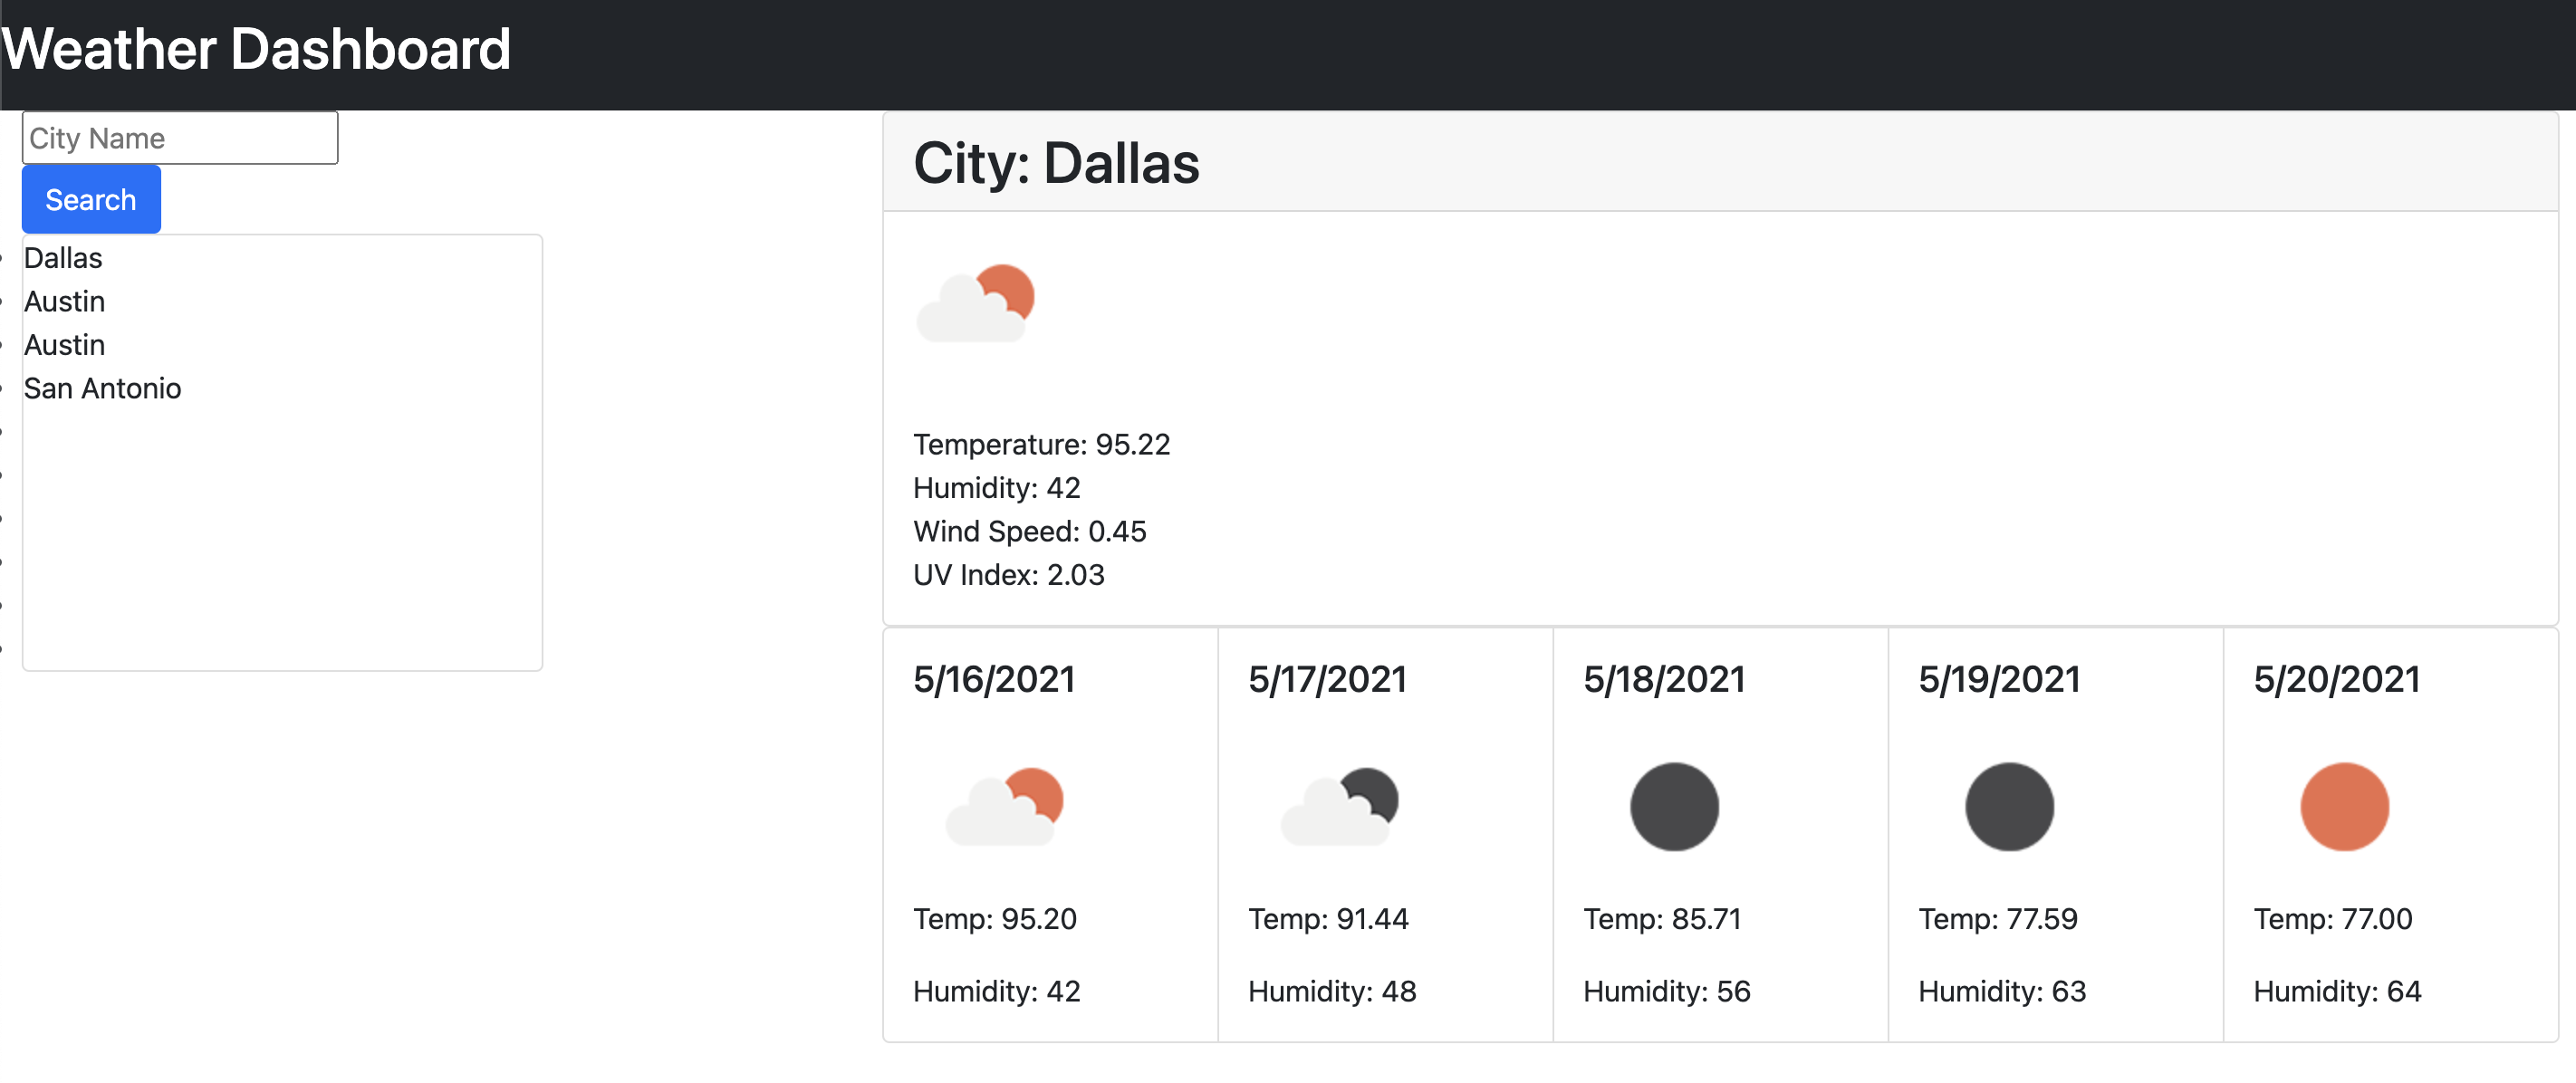 Weather Dashboard
City Name
Search
Dallas
Austin
Austin
San Antonio
City: Dallas
Temperature: 95.22
Humidity: 42
Wind Speed: 0.45
UV Index: 2.03
5/16/2021
Temp: 95.20
Humidity: 42
5/17/2021
Temp: 91.44
Humidity: 48
5/18/2021
Temp: 85.71
Humidity: 56
5/19/2021
Temp: 77.59
Humidity: 63
5/20/2021
Temp: 77.00
Humidity: 64